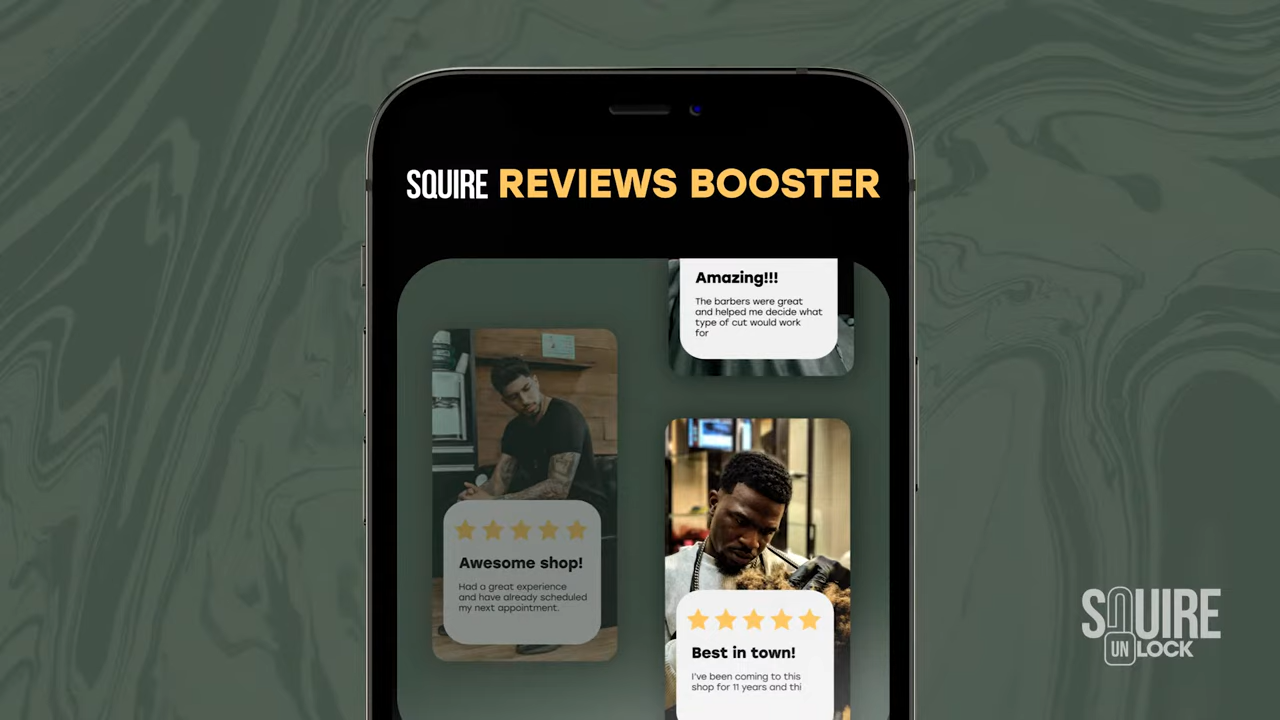 SQUIRE REVIEWS BOOSTER
Amazing!!!
The barbers were great
and helped me decide what
type of cut would work
for
Awesome shop!
Had a great experience
and have already scheduled
my next appointment.
Best in town!
I've been coming to this
shop for 11 years and thi
SQUIRE
UNLOCK